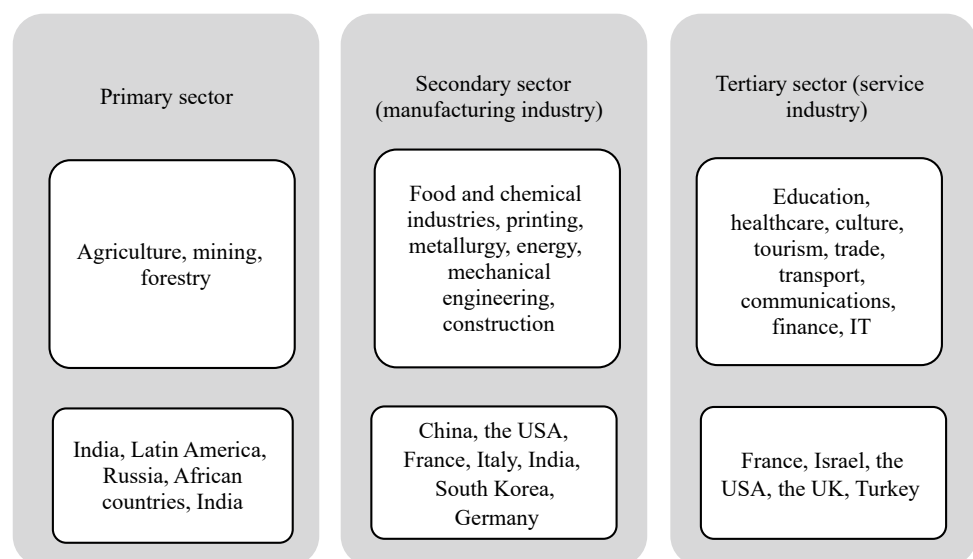 Primary sector
Agriculture, mining,
forestry
India, Latin America,
Russia, African
countries, India
Secondary sector
(manufacturing industry)
Food and chemical
industries, printing,
metallurgy, energy,
mechanical
engineering,
construction
China, the USA,
France, Italy, India,
South Korea,
Germany
Tertiary sector (service
industry)
Education,
healthcare, culture,
tourism, trade,
transport,
communications,
finance, IT
France, Israel, the
USA, the UK, Turkey